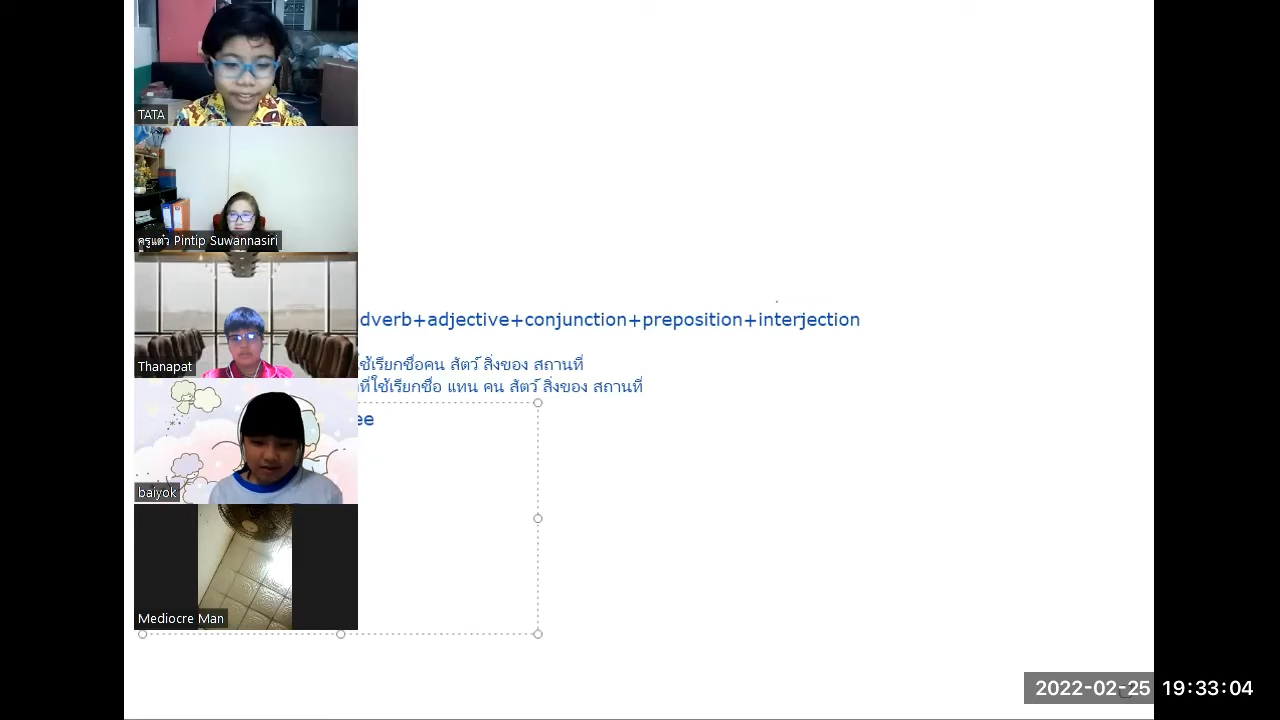 TATA
ครูแต๋ว Pintip Suwannasiri
Thanapat
baiyok
Mediocre Man
dverb+adjective+conjunction+preposition+interjection
ใช้เรียกชื่อคน สัตว์ สิ่งของ สถานที่
ที่ใช้เรียกชื่อ แทน คน สัตว์ สิ่งของ สถานที่
ee
2022-02-25 19:33:04